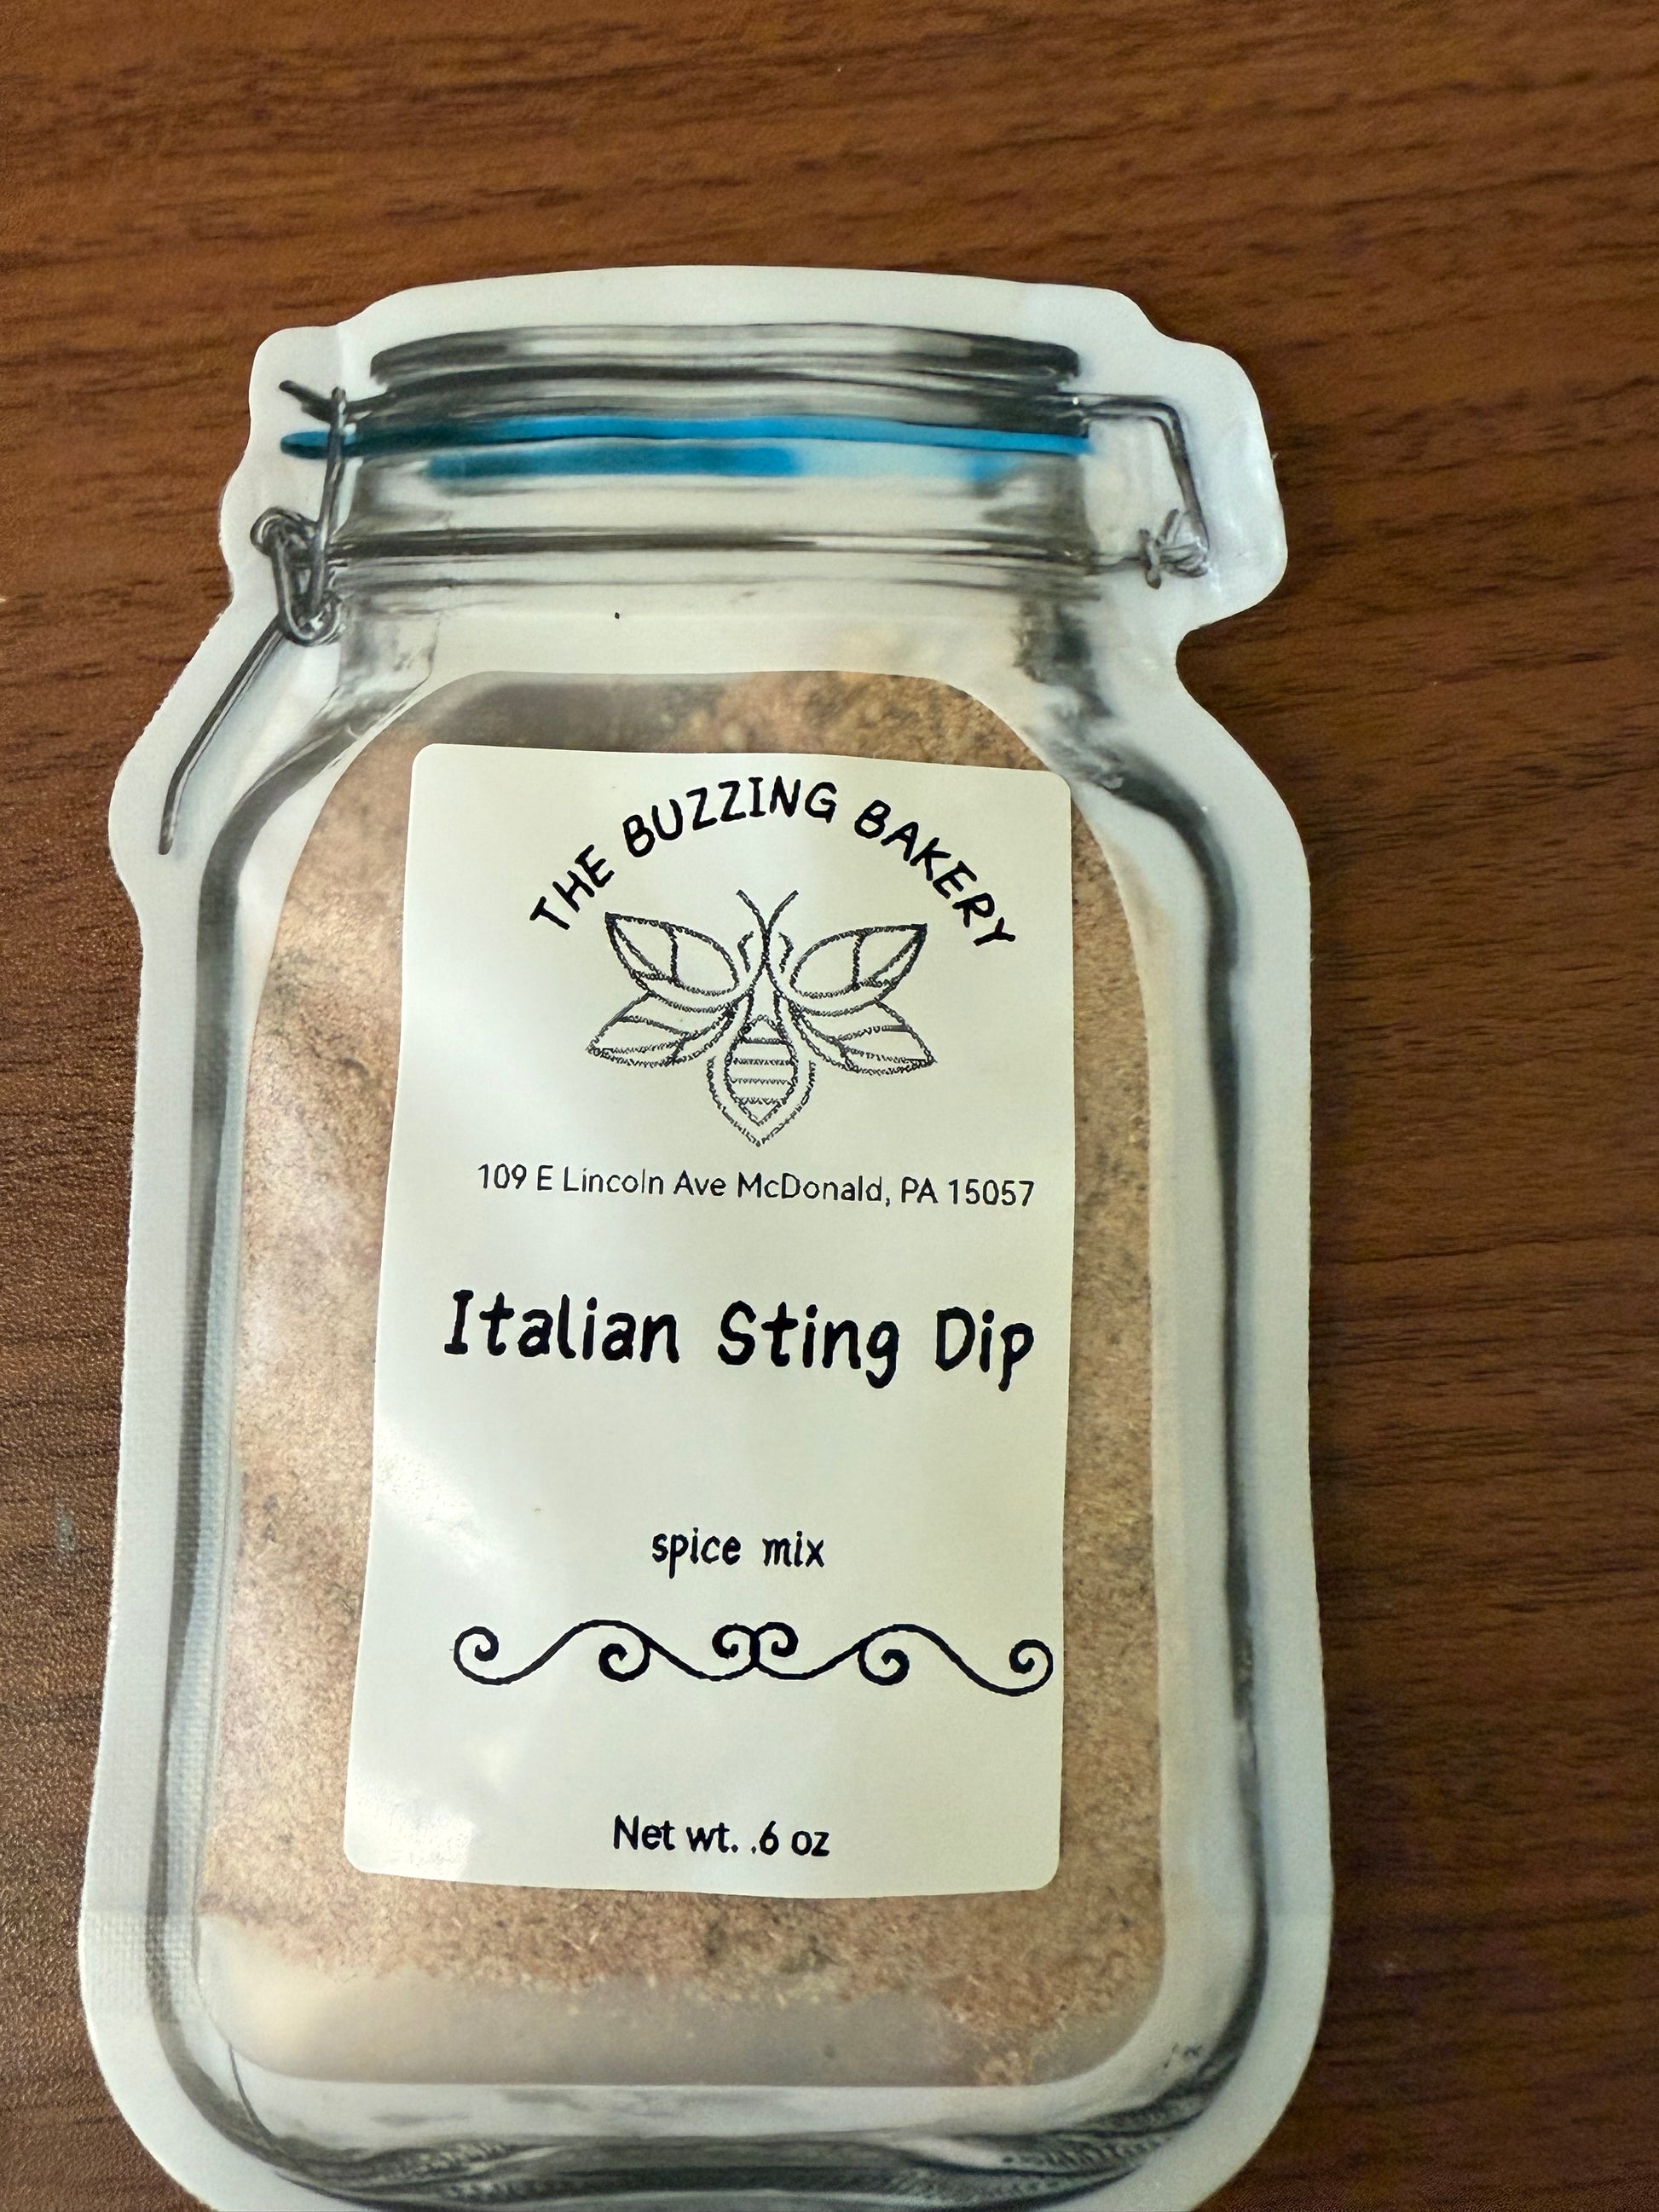 THE BUZZING BAKERY
109 E Lincoln Ave McDonald, PA 15057
Italian Sting Dip
spice mix
Net wt. .6 oz